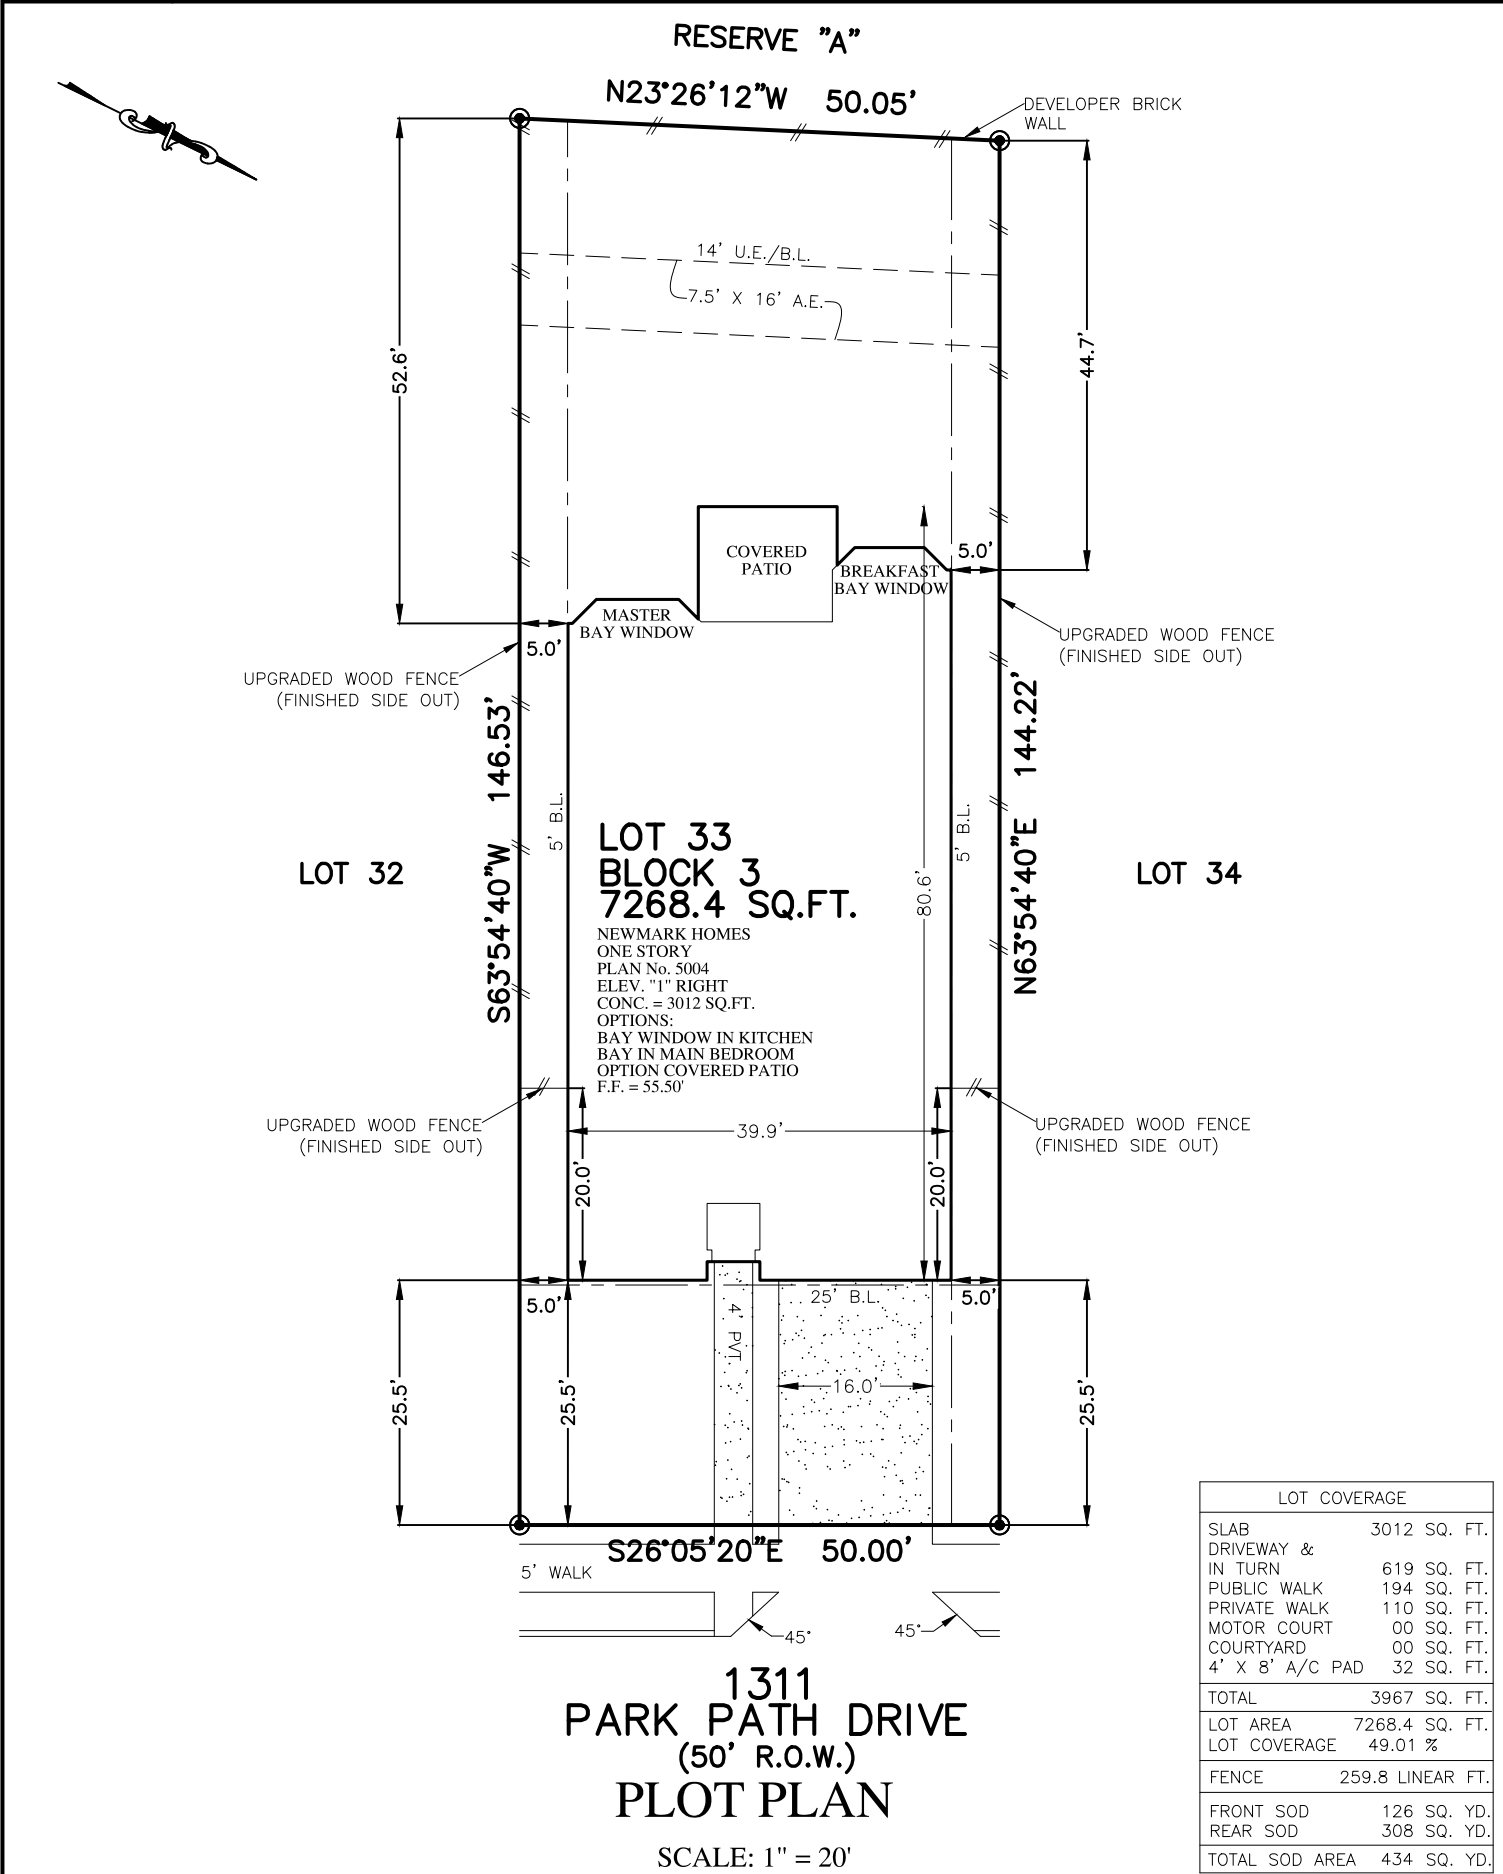 RESERVE "A"
N23°26'12"W 50.05'
DEVELOPER BRICK
WALL
14' U.E./B.L.
7.5' X 16' A.E.
52.6'
44.7'
COVERED
PATIO
BREAKFAST
BAY WINDOW
5.0'
MASTER
BAY WINDOW
5.0'
UPGRADED WOOD FENCE
(FINISHED SIDE OUT)
UPGRADED WOOD FENCE
(FINISHED SIDE OUT)
S63°54'40"W 146.53'
N63°54'40"E 144.22'
5' B.L.
5' B.L.
80.6'
LOT 32
LOT 33
BLOCK 3
7268.4 SQ.FT.
LOT 34
NEWMARK HOMES
ONE STORY
PLAN No. 5004
ELEV. "1" RIGHT
CONC. = 3012 SQ.FT.
OPTIONS:
BAY WINDOW IN KITCHEN
BAY IN MAIN BEDROOM
OPTION COVERED PATIO
F.F. = 55.50'
UPGRADED WOOD FENCE
(FINISHED SIDE OUT)
UPGRADED WOOD FENCE
(FINISHED SIDE OUT)
39.9'
20.0'
20.0'
5.0'
25' B.L.
5.0'
4' PVT.
16.0'
25.5'
25.5'
25.5'
S26°05'20"E 50.00'
5' WALK
45°
45°
1311
PARK PATH DRIVE
(50' R.O.W.)
PLOT PLAN
SCALE: 1" = 20'
LOT COVERAGE
SLAB 3012 SQ. FT.
DRIVEWAY &
IN TURN 619 SQ. FT.
PUBLIC WALK 194 SQ. FT.
PRIVATE WALK 110 SQ. FT.
MOTOR COURT 00 SQ. FT.
COURTYARD 00 SQ. FT.
4' X 8' A/C PAD 32 SQ. FT.
TOTAL 3967 SQ. FT.
LOT AREA 7268.4 SQ. FT.
LOT COVERAGE 49.01 %
FENCE 259.8 LINEAR FT.
FRONT SOD 126 SQ. YD.
REAR SOD 308 SQ. YD.
TOTAL SOD AREA 434 SQ. YD.